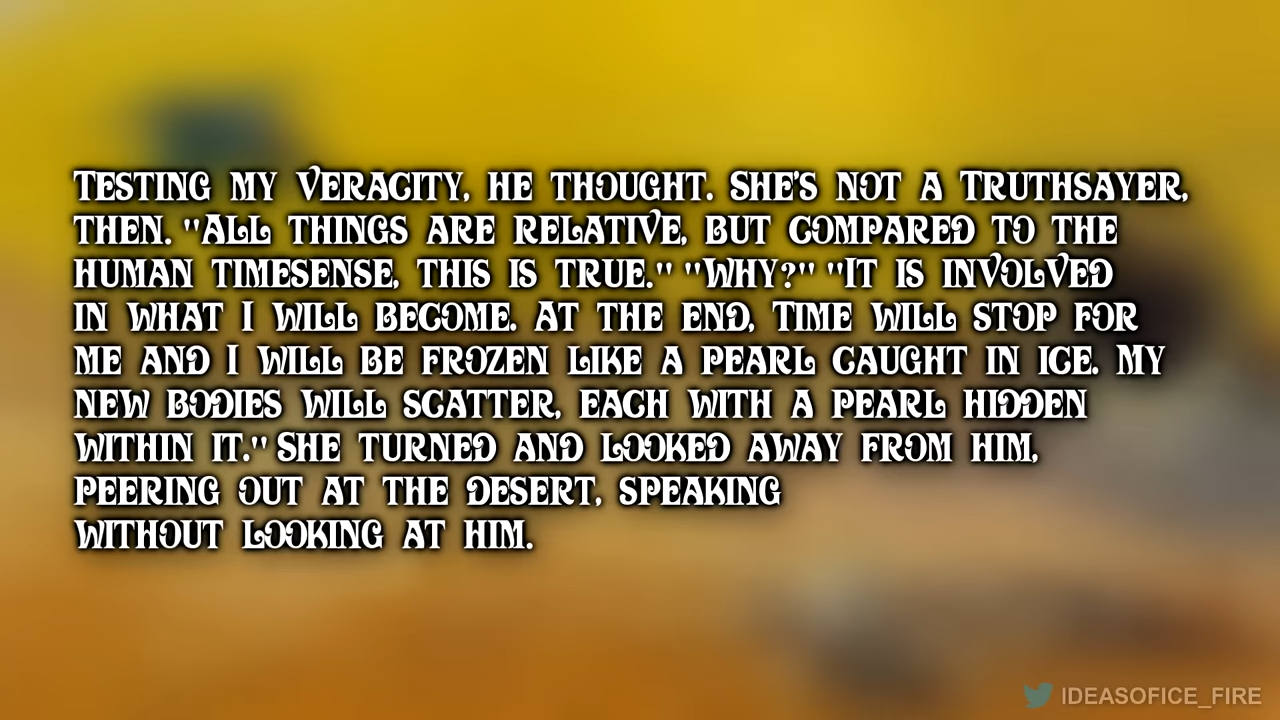 Testing my veracity, he thought. She's not a Truthsayer,
then. "All things are relative, but compared to the
human timesense, this is true." "Why?" "It is involved
in what I will become. At the end, Time will stop for
me and I will be frozen like a pearl caught in ice. My
new bodies will scatter, each with a pearl hidden
within it." She turned and looked away from him,
peering out at the desert, speaking
without looking at him.
IDEASOFICE_FIRE